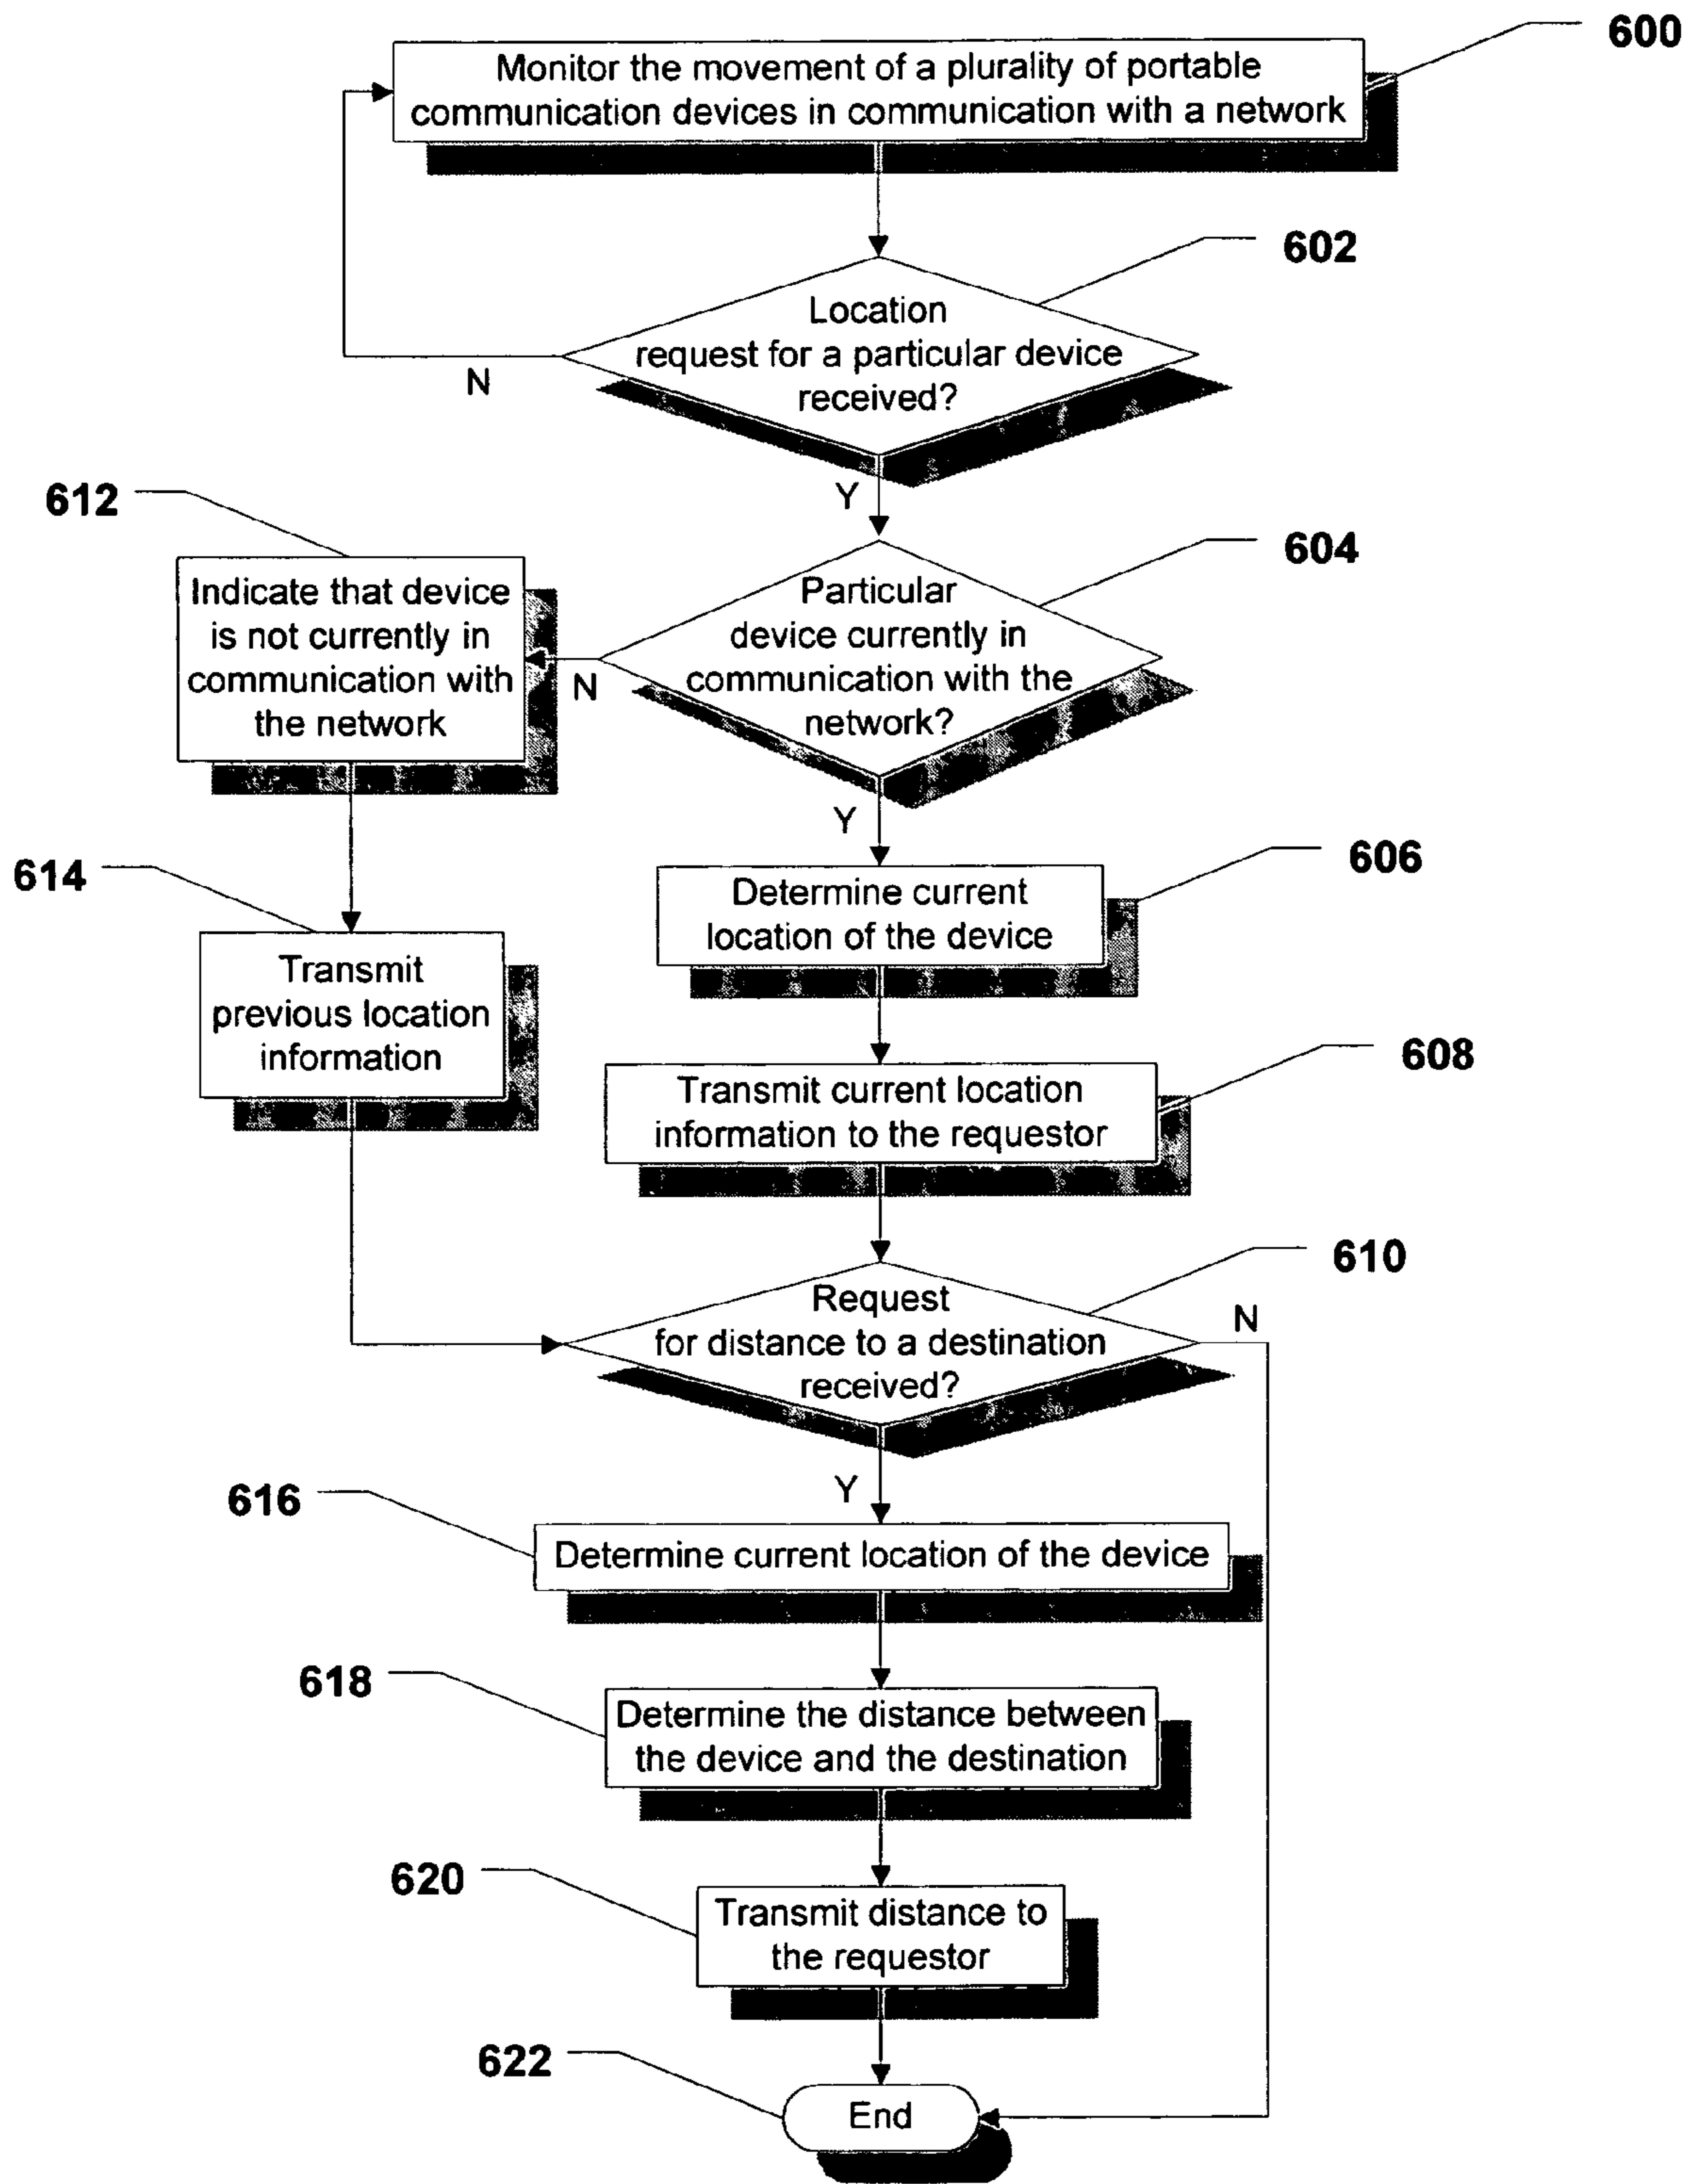 600
Monitor the movement of a plurality of portable
communication devices in communication with a network
602
Location
request for a particular device
received?
N
Y
612
604
Indicate that device
is not currently in
communication with
the network
Particular
device currently in
communication with the
network?
N
Y
614
606
Determine current
location of the device
Transmit
previous location
information
608
Transmit current location
information to the requestor
610
Request
for distance to a destination
received?
N
Y
616
Determine current location of the device
618
Determine the distance between
the device and the destination
620
Transmit distance to
the requestor
622
End